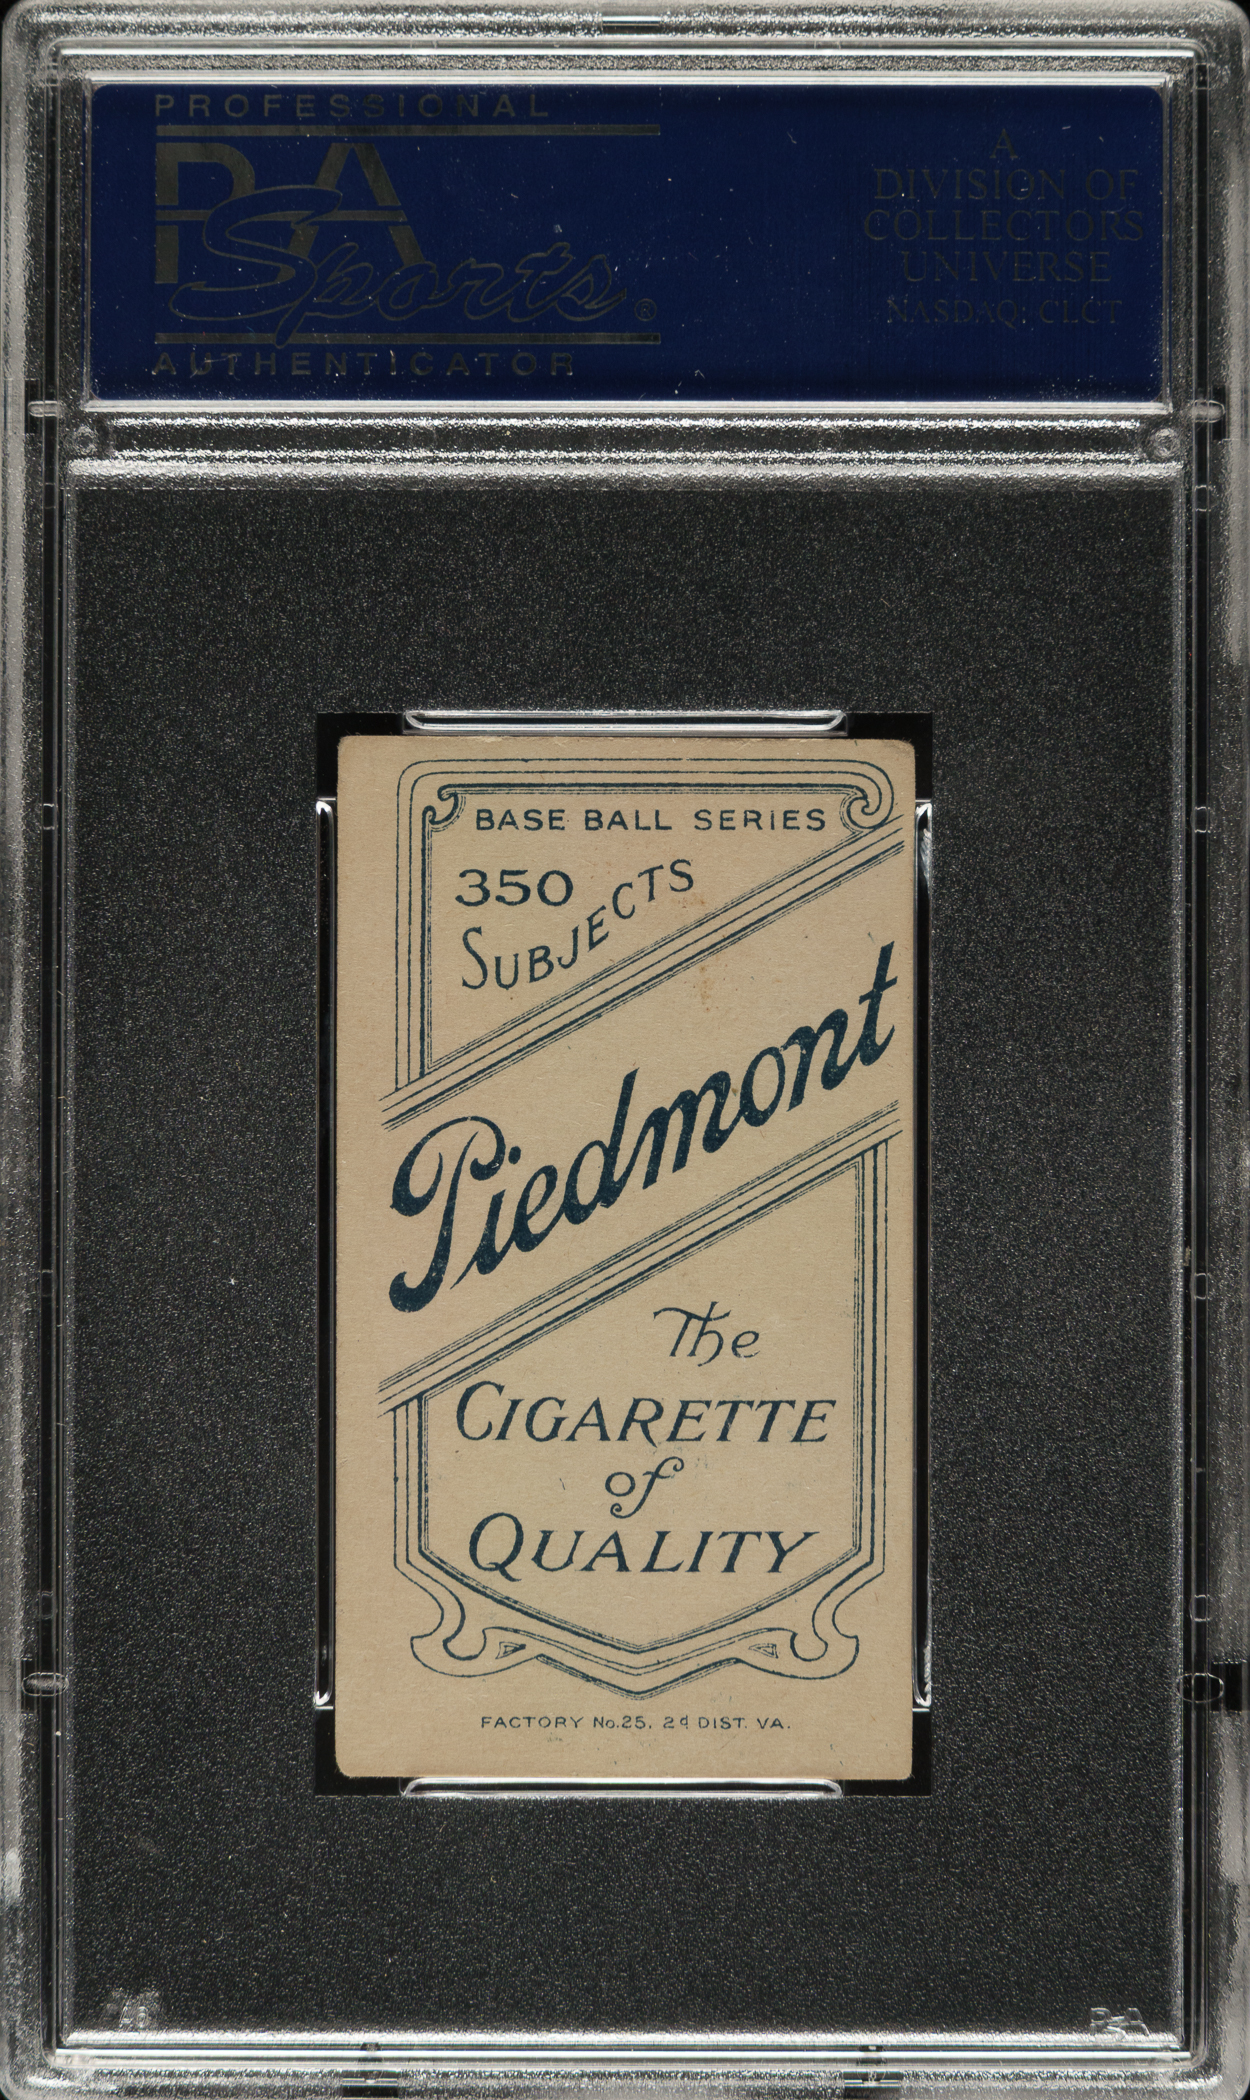 PROFESSIONAL
PSA
Sports®
AUTHENTICATOR
A
DIVISION OF
COLLECTORS
UNIVERSE
NASDAQ: CLCT
BASE BALL SERIES
350
SUBJECTS
Piedmont
The
CIGARETTE
of
QUALITY
FACTORY No. 25, 2d DIST. VA.
PSA